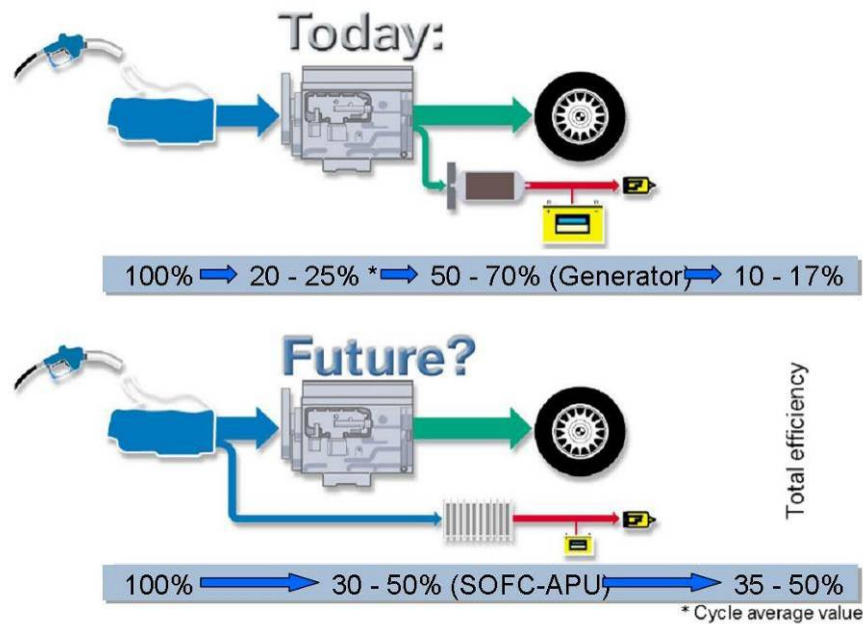 Today:
100% 20 - 25% * 50 - 70% (Generator) 10 - 17%
Future?
Total efficiency
100% 30 - 50% (SOFC-APU) 35 - 50%
* Cycle average value